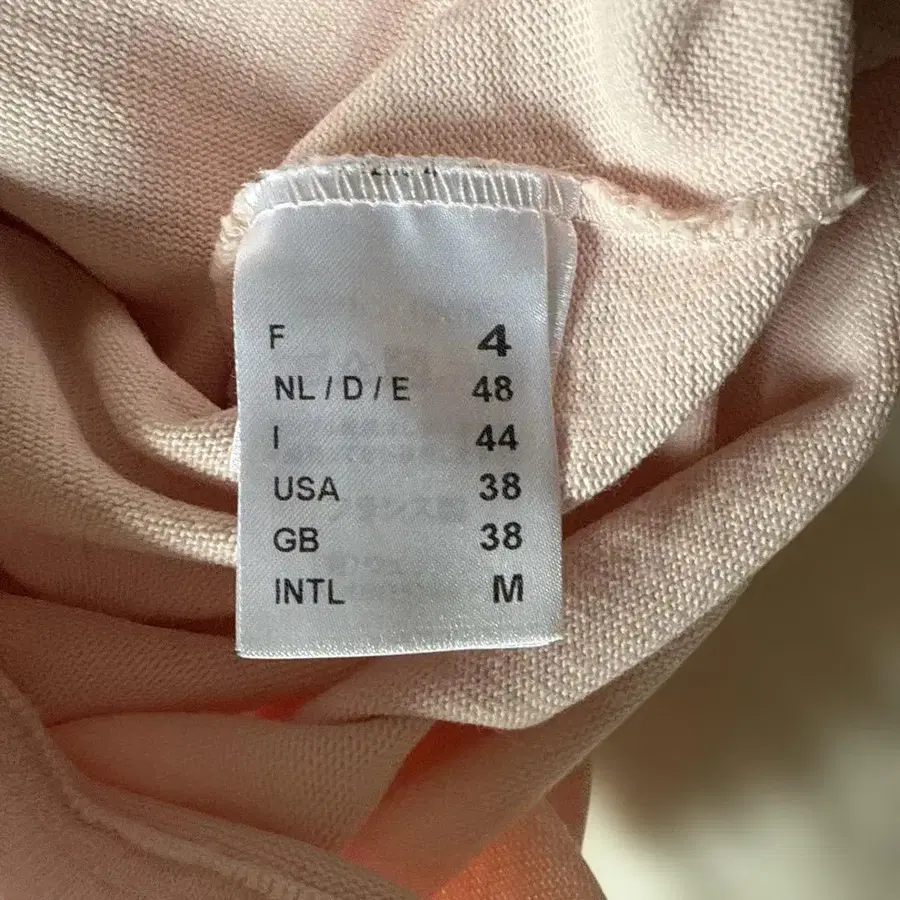 F 4
NL / D / E 48
I 44
USA 38
GB 38
INTL M